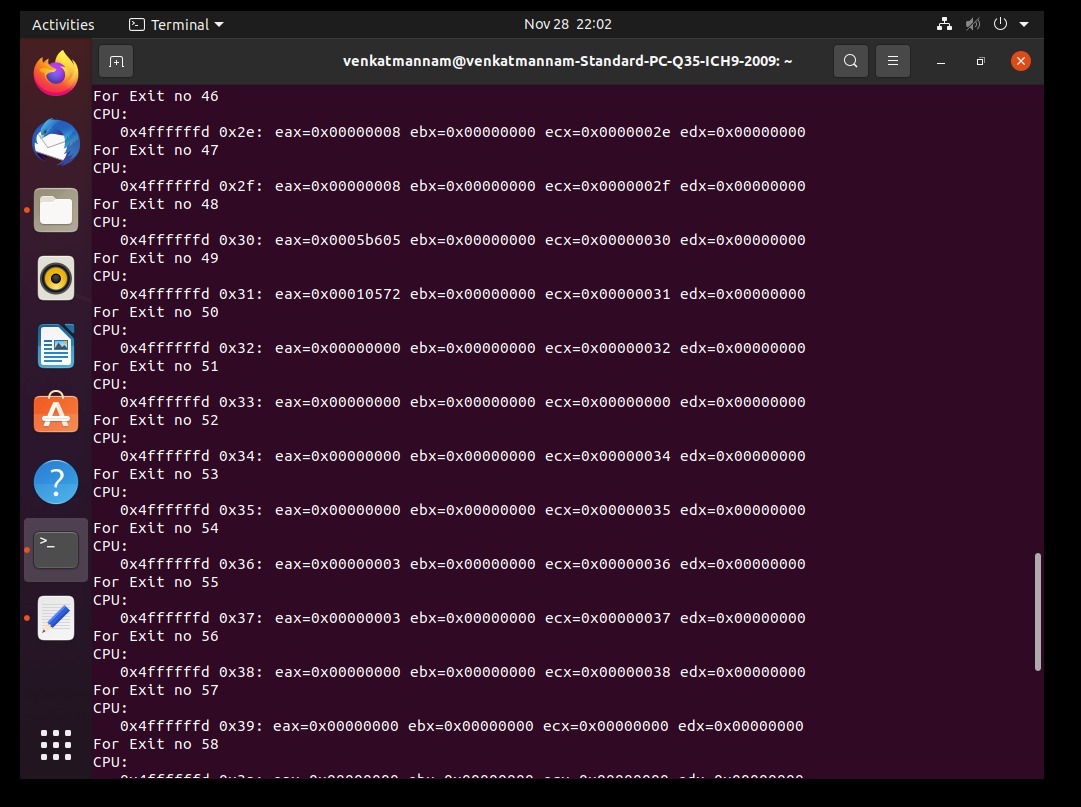 Activities Terminal Nov 28 22:02
venkatmannam@venkatmannam-Standard-PC-Q35-ICH9-2009: ~
For Exit no 46
CPU:
0x4ffffffd 0x2e: eax=0x00000008 ebx=0x00000000 ecx=0x0000002e edx=0x00000000
For Exit no 47
CPU:
0x4ffffffd 0x2f: eax=0x00000008 ebx=0x00000000 ecx=0x0000002f edx=0x00000000
For Exit no 48
CPU:
0x4ffffffd 0x30: eax=0x0005b605 ebx=0x00000000 ecx=0x00000030 edx=0x00000000
For Exit no 49
CPU:
0x4ffffffd 0x31: eax=0x00010572 ebx=0x00000000 ecx=0x00000031 edx=0x00000000
For Exit no 50
CPU:
0x4ffffffd 0x32: eax=0x00000000 ebx=0x00000000 ecx=0x00000032 edx=0x00000000
For Exit no 51
CPU:
0x4ffffffd 0x33: eax=0x00000000 ebx=0x00000000 ecx=0x00000000 edx=0x00000000
For Exit no 52
CPU:
0x4ffffffd 0x34: eax=0x00000000 ebx=0x00000000 ecx=0x00000034 edx=0x00000000
For Exit no 53
CPU:
0x4ffffffd 0x35: eax=0x00000000 ebx=0x00000000 ecx=0x00000035 edx=0x00000000
For Exit no 54
CPU:
0x4ffffffd 0x36: eax=0x00000003 ebx=0x00000000 ecx=0x00000036 edx=0x00000000
For Exit no 55
CPU:
0x4ffffffd 0x37: eax=0x00000003 ebx=0x00000000 ecx=0x00000037 edx=0x00000000
For Exit no 56
CPU:
0x4ffffffd 0x38: eax=0x00000000 ebx=0x00000000 ecx=0x00000038 edx=0x00000000
For Exit no 57
CPU:
0x4ffffffd 0x39: eax=0x00000000 ebx=0x00000000 ecx=0x00000000 edx=0x00000000
For Exit no 58
CPU: